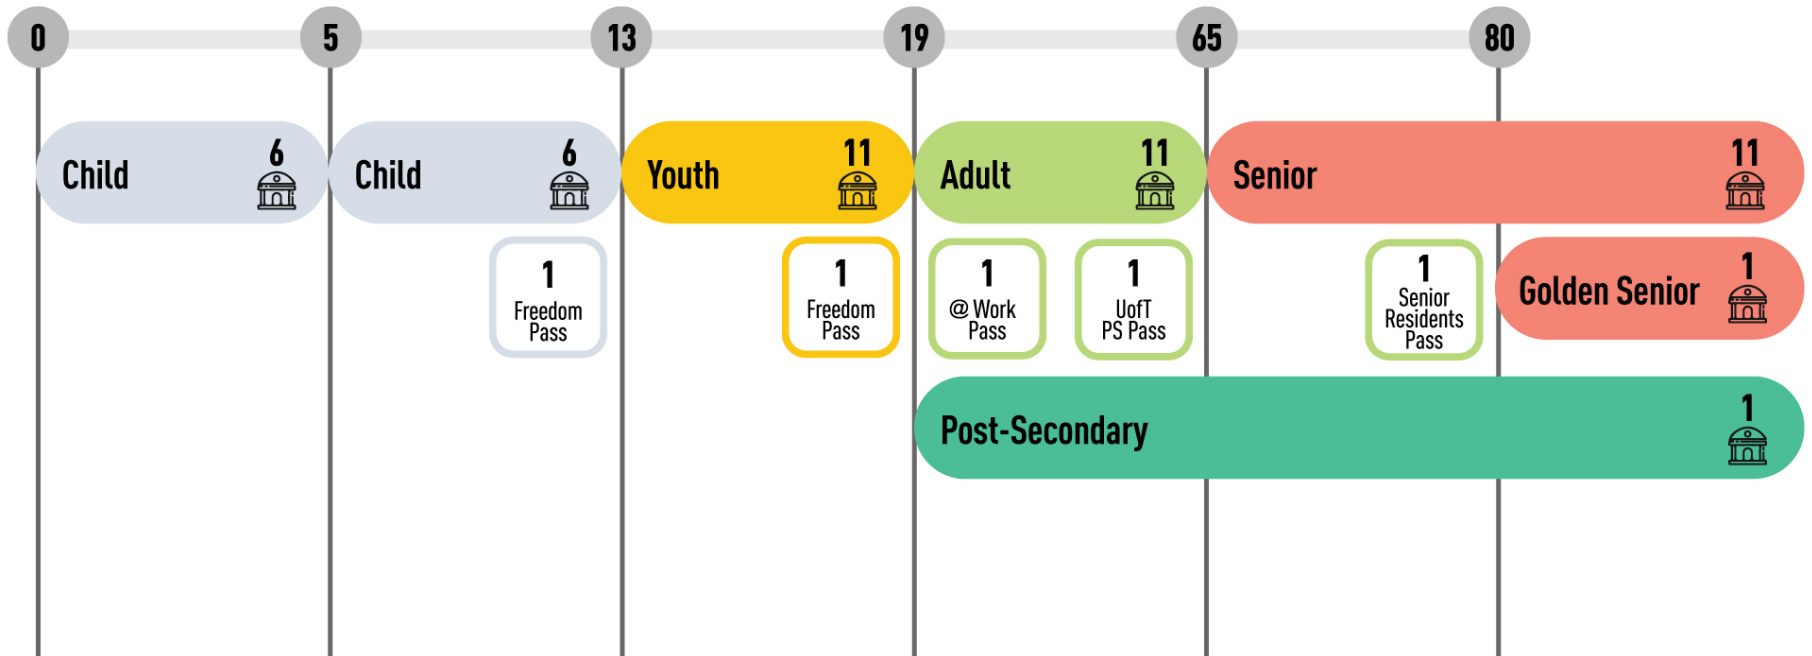 0 5 13 19 65 80
Child 6
Child 6
Youth 11
Adult 11
Senior 11
1
Freedom
Pass
1
Freedom
Pass
1
@ Work
Pass
1
UofT
PS Pass
1
Senior
Residents
Pass
Golden Senior 1
Post-Secondary 1